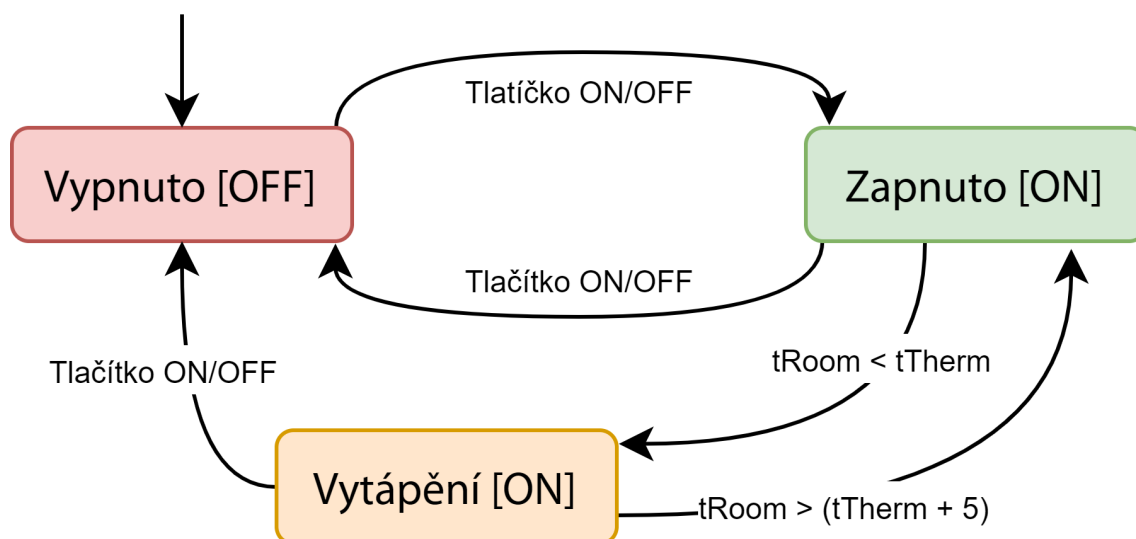 Tlatíčko ON/OFF
Vypnuto [OFF]
Zapnuto [ON]
Tlačítko ON/OFF
tRoom < tTherm
Tlačítko ON/OFF
Vytápění [ON]
tRoom > (tTherm + 5)